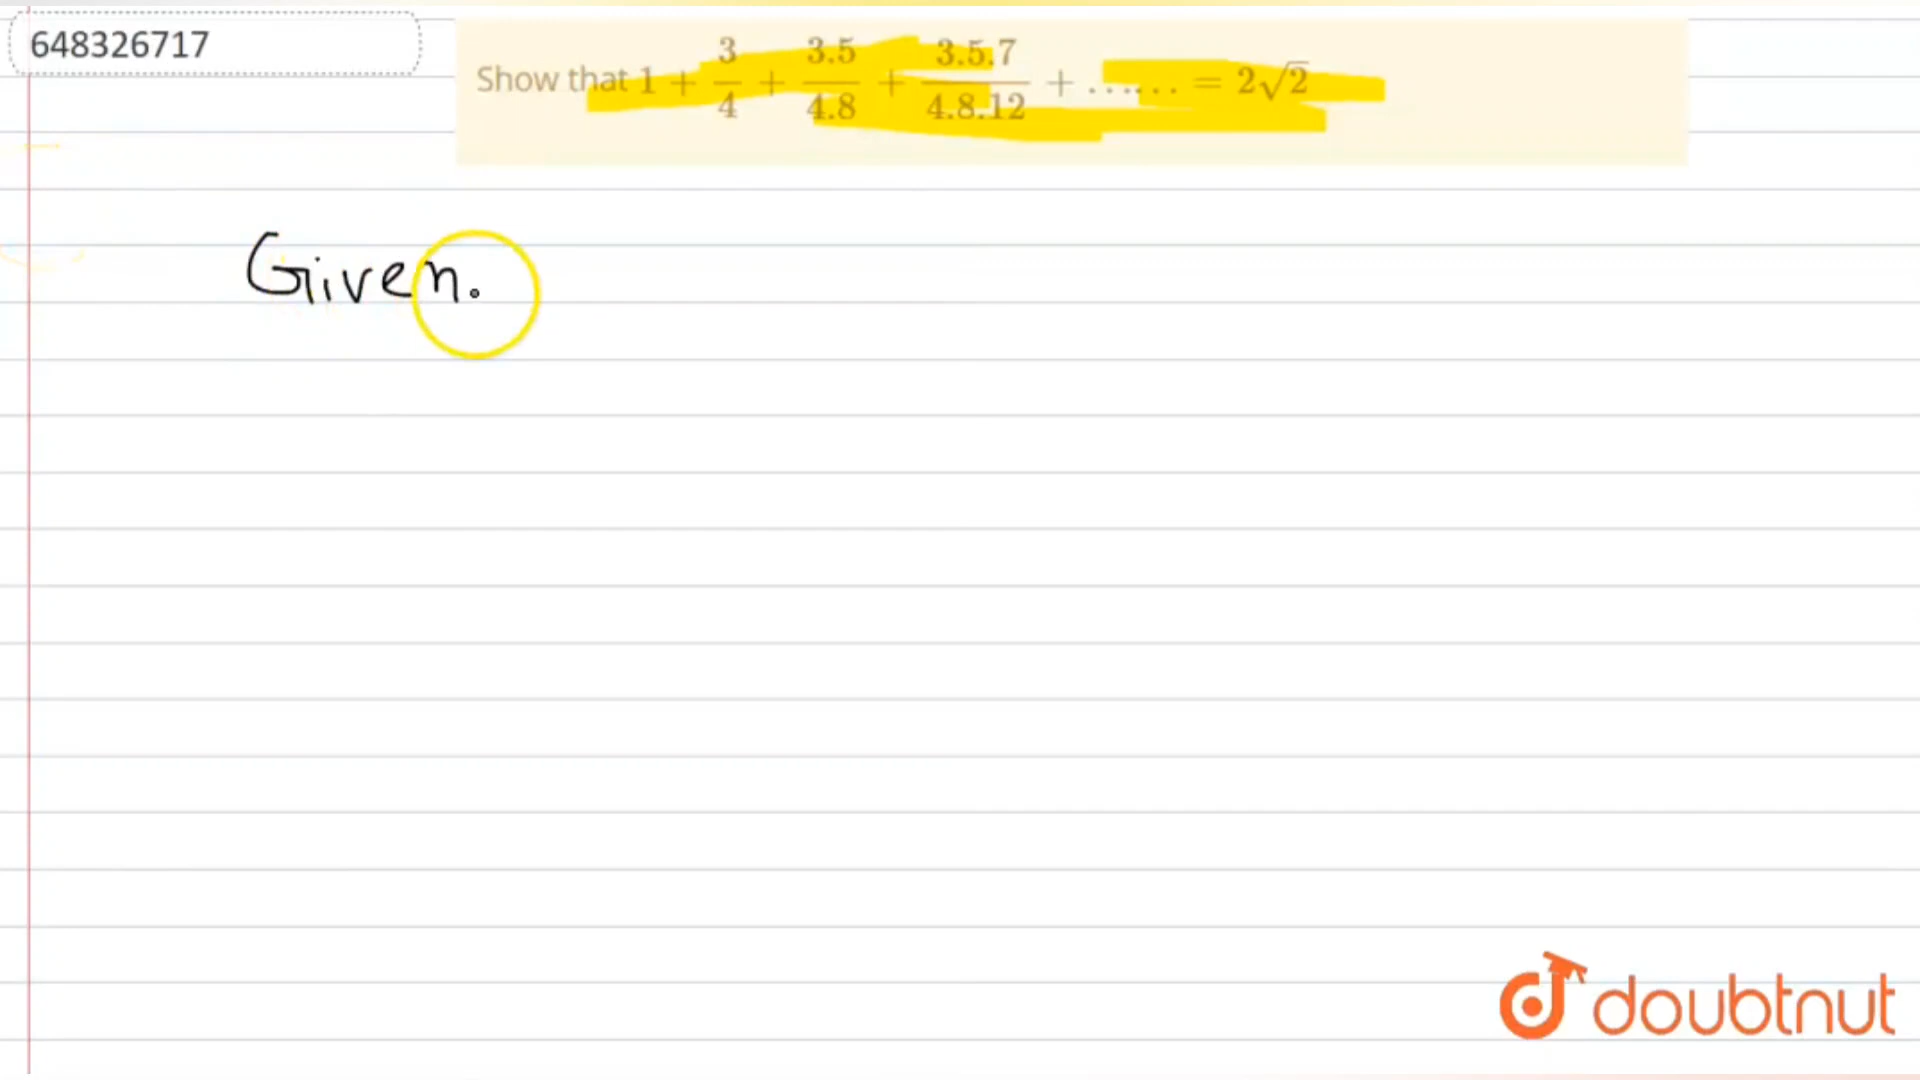 648326717
Show that 1 + 3/4 + 3.5/4.8 + 3.5.7/4.8.12 + ...... = 2√2
Given.
doubtnut